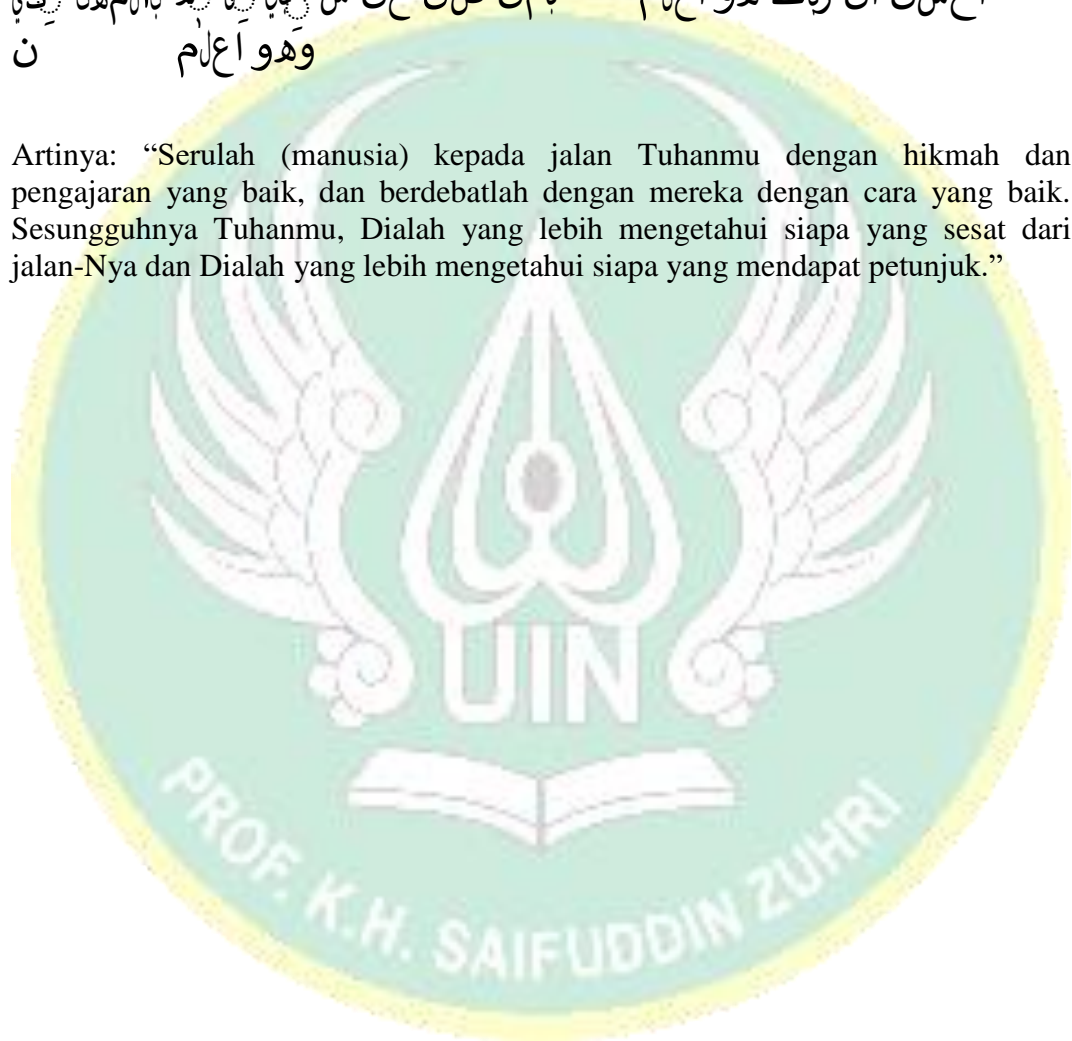 وهو اعلم ن
Artinya: “Serulah (manusia) kepada jalan Tuhanmu dengan hikmah dan
pengajaran yang baik, dan berdebatlah dengan mereka dengan cara yang baik.
Sesungguhnya Tuhanmu, Dialah yang lebih mengetahui siapa yang sesat dari
jalan-Nya dan Dialah yang lebih mengetahui siapa yang mendapat petunjuk.”
UIN
PROF. K.H. SAIFUDDIN ZUHRI